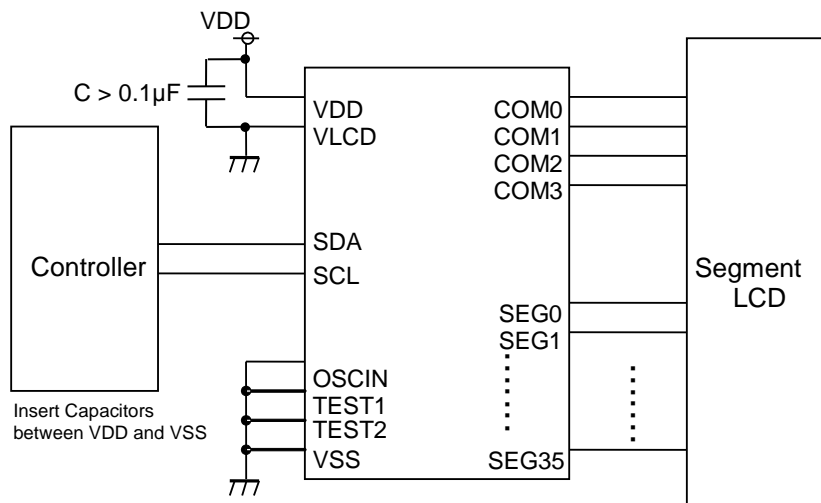 VDD
C > 0.1µF
VDD
VLCD
SDA
SCL
OSCIN
TEST1
TEST2
VSS
COM0
COM1
COM2
COM3
SEG0
SEG1
SEG35
Controller
Segment
LCD
Insert Capacitors
between VDD and VSS